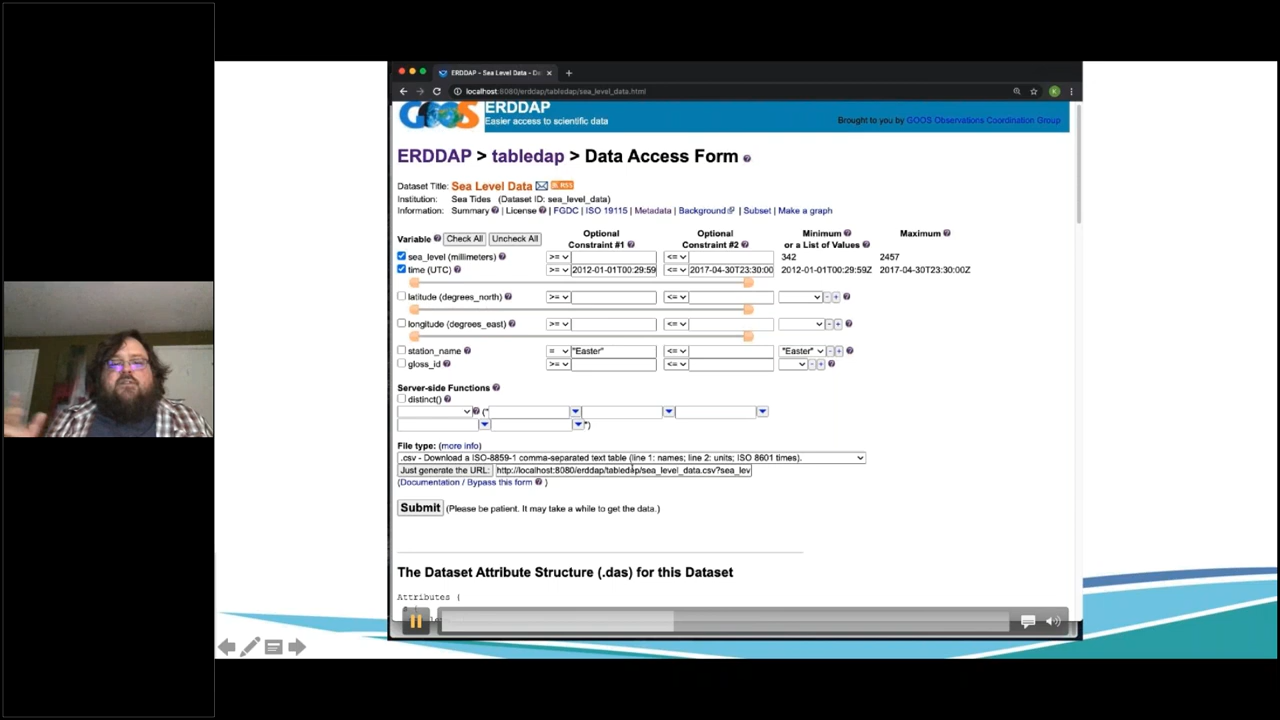 ERDDAP - Sea Level Data - Da
localhost:8080/erddap/tabledap/sea_level_data.html
K
GOOS
ERDDAP
Easier access to scientific data
Brought to you by GOOS Observations Coordination Group
ERDDAP > tabledap > Data Access Form
Dataset Title: Sea Level Data RSS
Institution: Sea Tides (Dataset ID: sea_level_data)
Information: Summary | License | FGDC | ISO 19115 | Metadata | Background | Subset | Make a graph
Variable Check All Uncheck All Optional Constraint #1 Optional Constraint #2 Minimum or a List of Values Maximum
sea_level (millimeters) >= <= 342 2457
time (UTC) >= 2012-01-01T00:29:59 <= 2017-04-30T23:30:00 2012-01-01T00:29:59Z 2017-04-30T23:30:00Z
latitude (degrees_north) >= <= - +
longitude (degrees_east) >= <= - +
station_name = "Easter" <= "Easter" - +
gloss_id >= <= - +
Server-side Functions
distinct()
("
")
File type: (more info)
.csv - Download a ISO-8859-1 comma-separated text table (line 1: names; line 2: units; ISO 8601 times).
Just generate the URL: http://localhost:8080/erddap/tabledap/sea_level_data.csv?sea_lev
(Documentation / Bypass this form )
Submit (Please be patient. It may take a while to get the data.)
The Dataset Attribute Structure (.das) for this Dataset
Attributes {